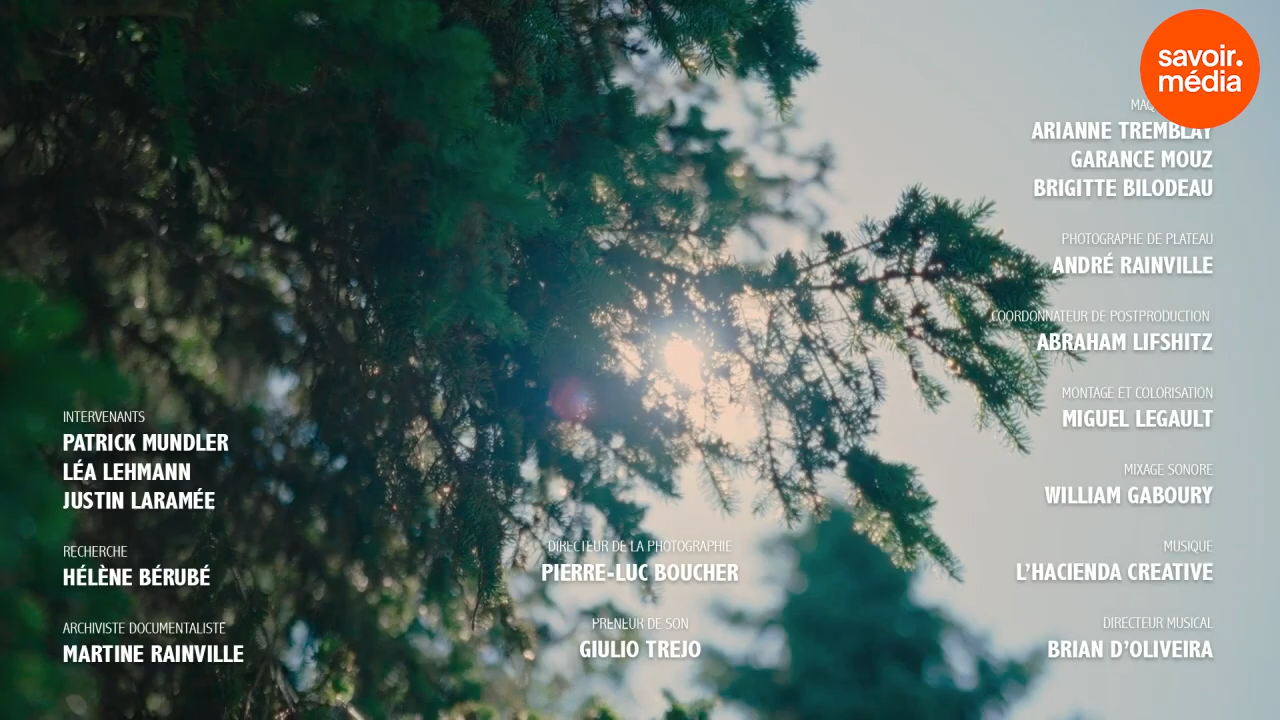 savoir.
média
ARIANNE TREMBLAY
GARANCE MOUZ
BRIGITTE BILODEAU
PHOTOGRAPHE DE PLATEAU
ANDRÉ RAINVILLE
COORDONNATEUR DE POSTPRODUCTION
ABRAHAM LIFSHITZ
MONTAGE ET COLORISATION
MIGUEL LEGAULT
MIXAGE SONORE
WILLIAM GABOURY
MUSIQUE
L'HACIENDA CREATIVE
DIRECTEUR MUSICAL
BRIAN D'OLIVEIRA
INTERVENANTS
PATRICK MUNDLER
LÉA LEHMANN
JUSTIN LARAMÉE
RECHERCHE
HÉLÈNE BÉRUBÉ
ARCHIVISTE DOCUMENTALISTE
MARTINE RAINVILLE
DIRECTEUR DE LA PHOTOGRAPHIE
PIERRE-LUC BOUCHER
PRENEUR DE SON
GIULIO TREJO